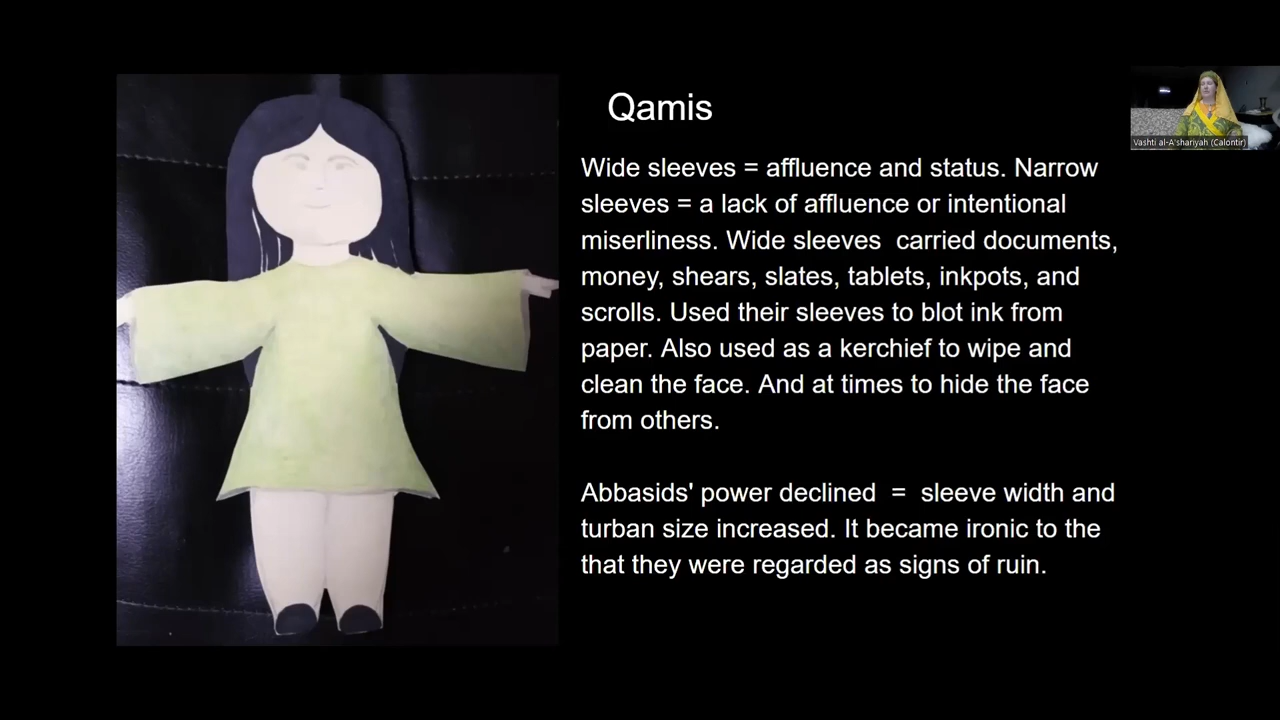 Qamis
Wide sleeves = affluence and status. Narrow
sleeves = a lack of affluence or intentional
miserliness. Wide sleeves  carried documents,
money, shears, slates, tablets, inkpots, and
scrolls. Used their sleeves to blot ink from
paper. Also used as a kerchief to wipe and
clean the face. And at times to hide the face
from others.
Abbasids' power declined  =  sleeve width and
turban size increased. It became ironic to the
that they were regarded as signs of ruin.
Vashti al-A'shariyah (Calontir)